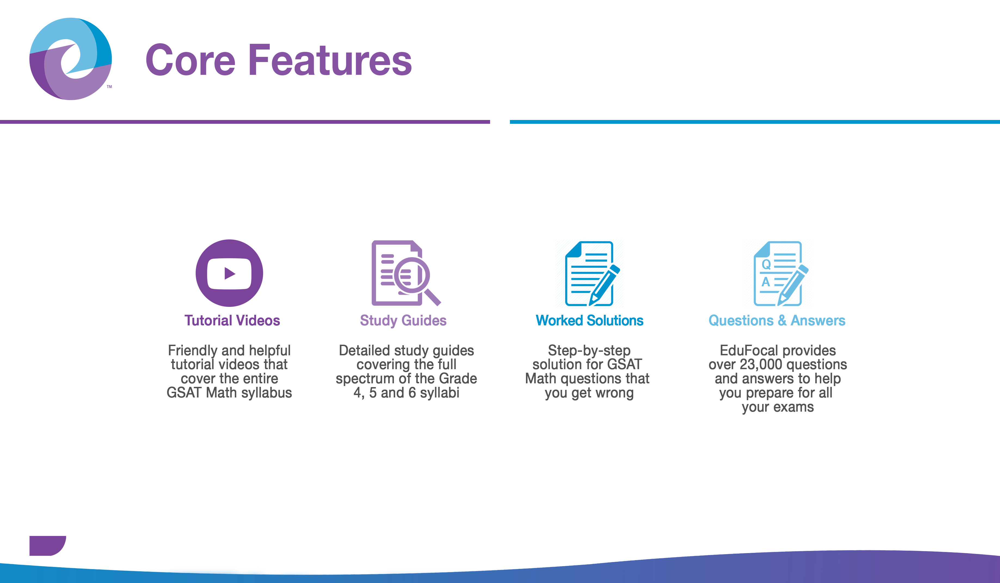 TM
Core Features
Q
A
Tutorial Videos
Friendly and helpful
tutorial videos that
cover the entire
GSAT Math syllabus
Study Guides
Detailed study guides
covering the full
spectrum of the Grade
4, 5 and 6 syllabi
Worked Solutions
Step-by-step
solution for GSAT
Math questions that
you get wrong
Questions & Answers
EduFocal provides
over 23,000 questions
and answers to help
you prepare for all
your exams